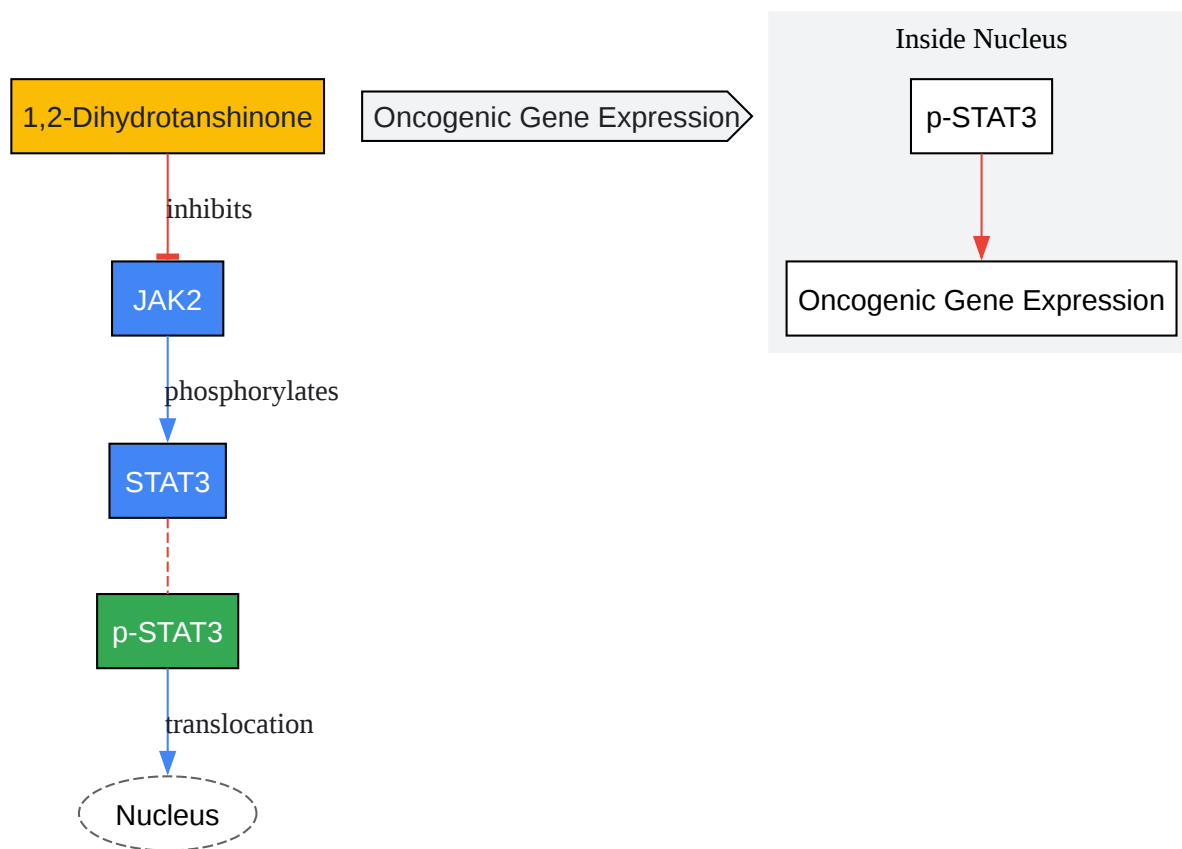 Inside Nucleus
1,2-Dihydrotanshinone
Oncogenic Gene Expression
p-STAT3
inhibits
JAK2
Oncogenic Gene Expression
phosphorylates
STAT3
p-STAT3
translocation
Nucleus